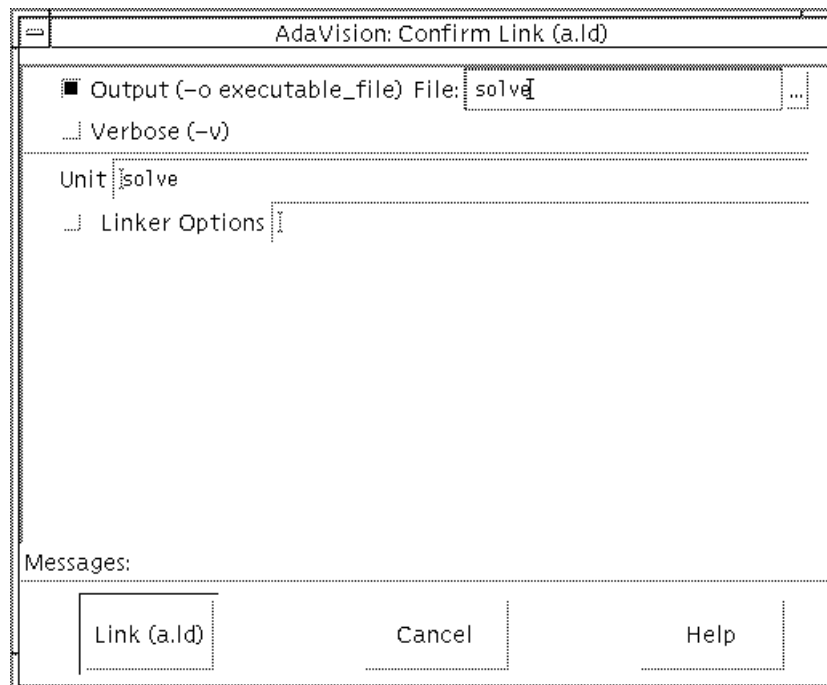 AdaVision: Confirm Link (a.ld)
Output (-o executable_file) File: solve ...
Verbose (-v)
Unit solve
Linker Options
Messages:
Link (a.ld) Cancel Help